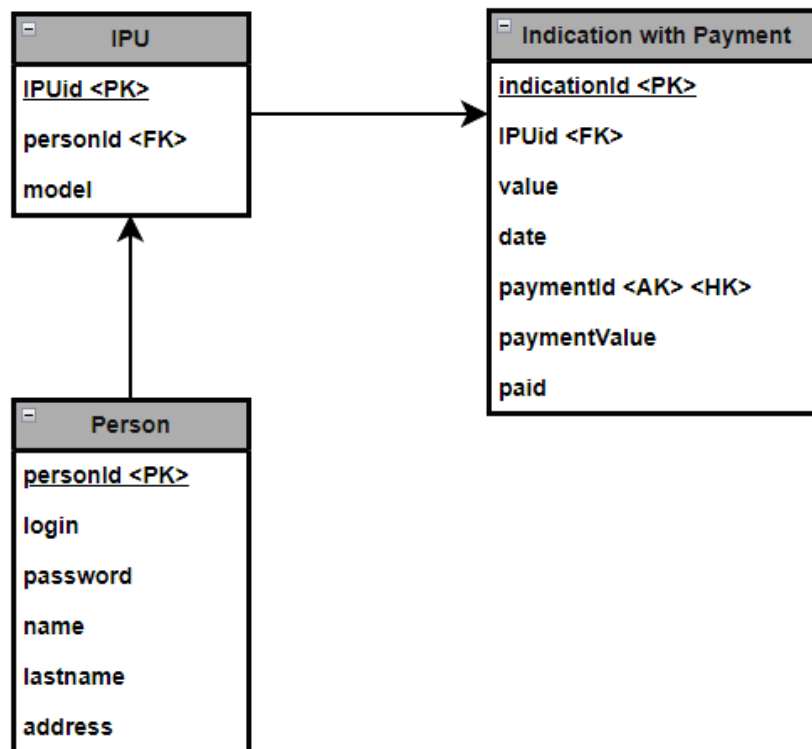 IPU
IPUid <PK>
personId <FK>
model
Indication with Payment
indicationId <PK>
IPUid <FK>
value
date
paymentId <AK> <HK>
paymentValue
paid
Person
personId <PK>
login
password
name
lastname
address